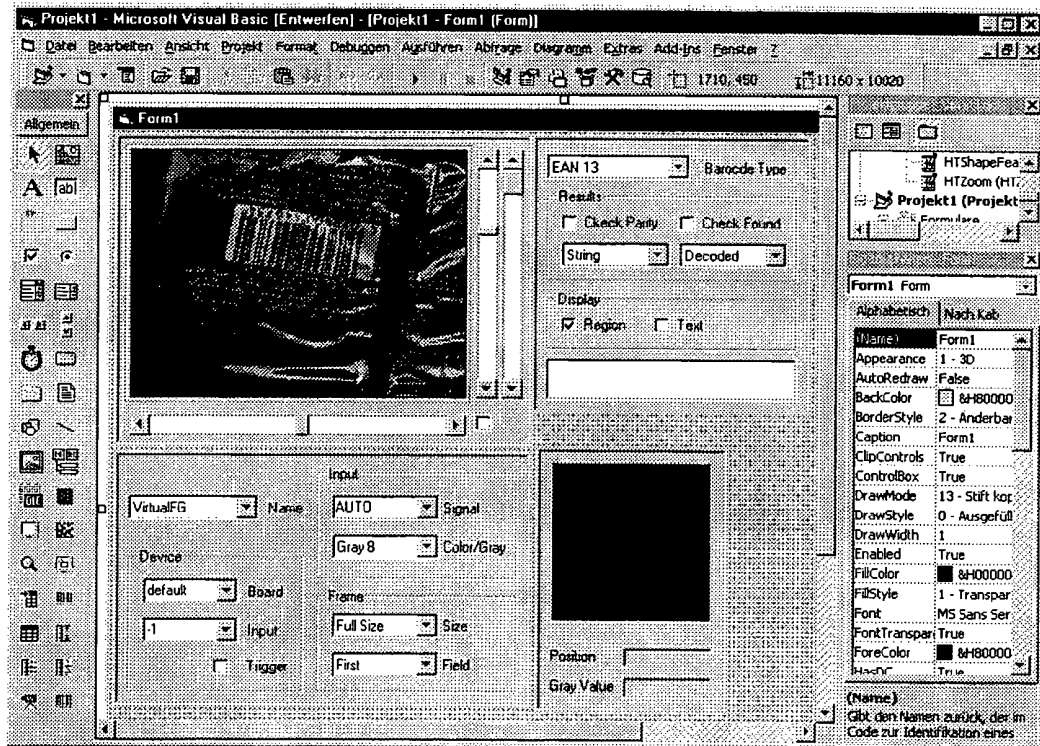 Projekt1 - Microsoft Visual Basic [Entwerfen] - [Projekt1 - Form1 (Form)]
Datei Bearbeiten Ansicht Projekt Format Debuggen Ausführen Abfrage Diagramm Extras Add-Ins Fenster ?
1710, 450 11160 x 10020
Allgemein
Form1
EAN 13 Barocde Type
Results
Ckeck Parity Check Found
String Decoded
Display
Region Text
Input
VirtualFG Name AUTO Signal
Gray 8 Color/Gray
Device
default Board
Frame
Full Size Size
-1 Input
Trigger First Field
Position
Gray Value
HTShapeFea
HTZoom (HT.
Projekt1 (Projekt
Formulare
Form1 Form
Alphabetisch Nach Kab
(Name) Form1
Appearance 1 - 3D
AutoRedraw False
BackColor &H80000
BorderStyle 2 - Änderbar
Caption Form1
ClipControls True
ControlBox True
DrawMode 13 - Stift kop
DrawStyle 0 - Ausgefüll
DrawWidth 1
Enabled True
FillColor &H00000
FillStyle 1 - Transpar
Font MS Sans Ser
FontTranspar True
ForeColor &H80000
HasDC True
(Name)
Gibt den Namen zurück, der im
Code zur Identifikation eines